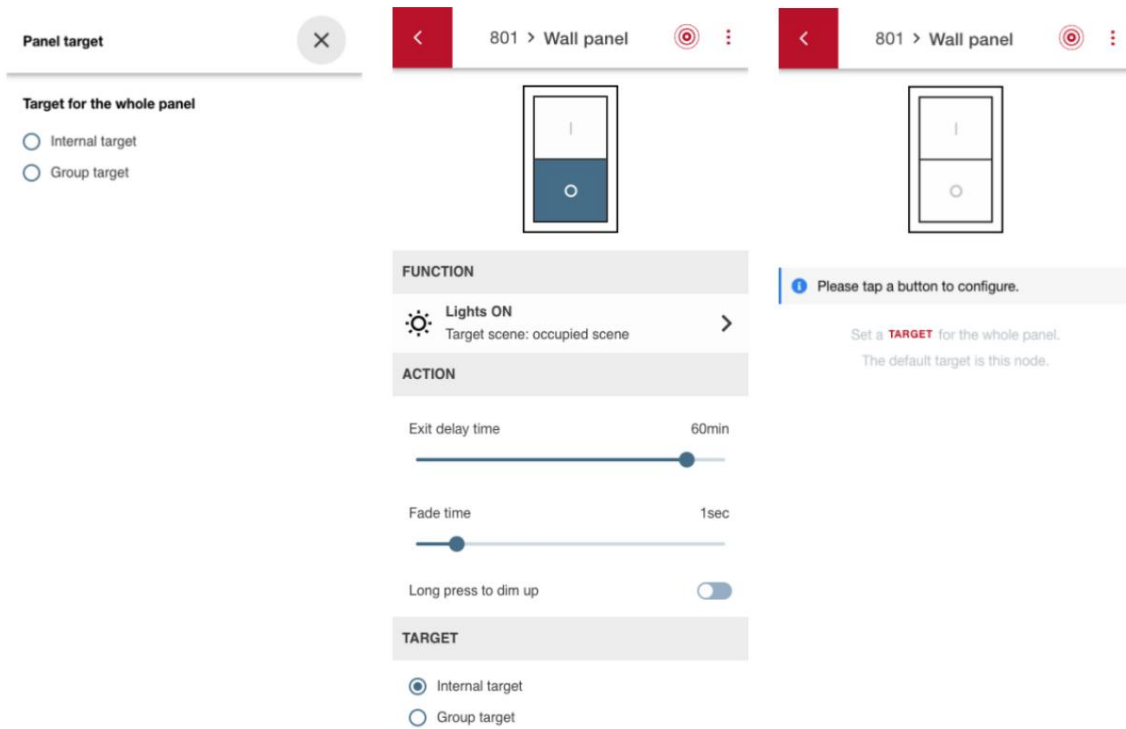 Panel target
Target for the whole panel
Internal target
Group target
801 > Wall panel
FUNCTION
Lights ON
Target scene: occupied scene
ACTION
Exit delay time 60min
Fade time 1sec
Long press to dim up
TARGET
Internal target
Group target
801 > Wall panel
Please tap a button to configure.
Set a TARGET for the whole panel.
The default target is this node.